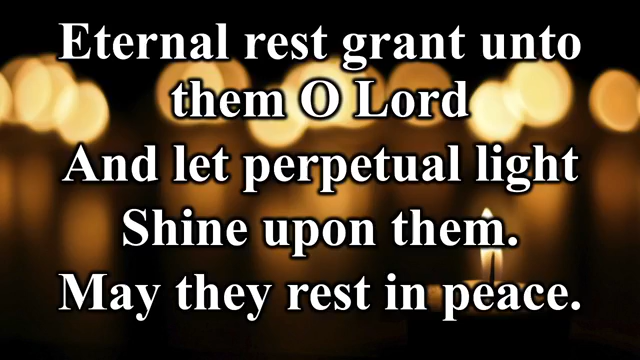 Eternal rest grant unto
them O Lord
And let perpetual light
Shine upon them.
May they rest in peace.